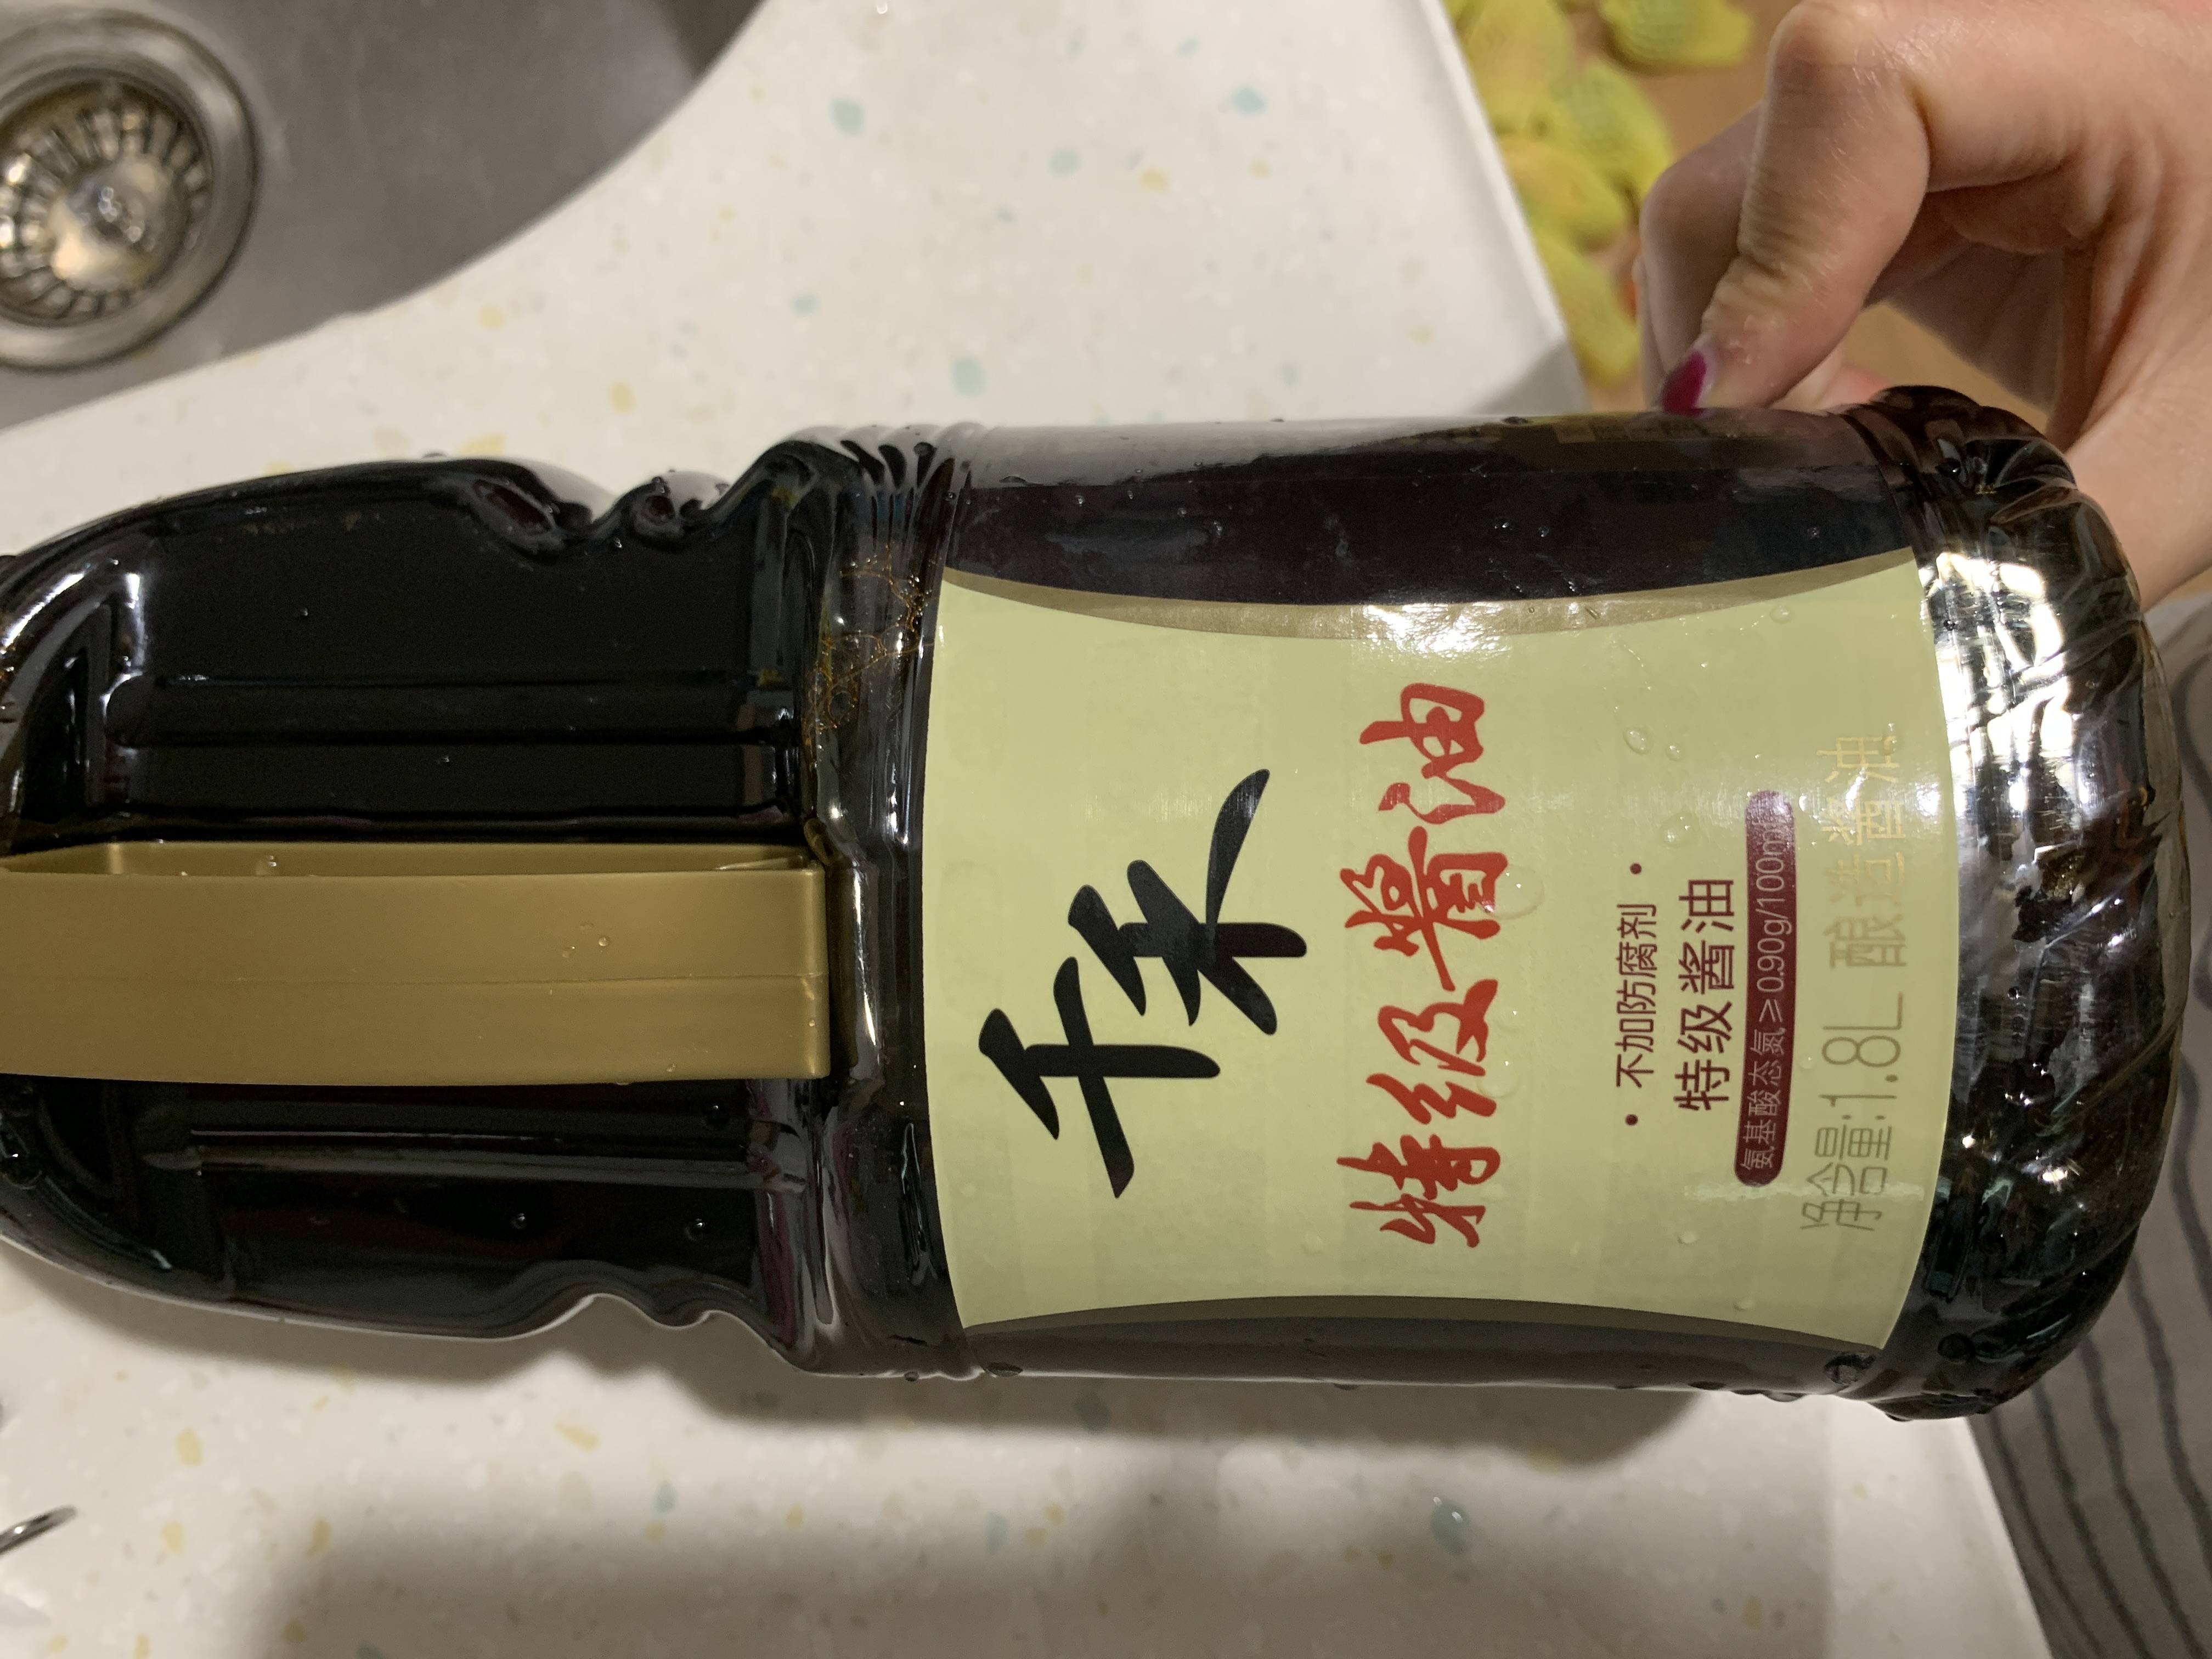 千禾
特级酱油
• 不加防腐剂 •
特级酱油
氨基酸态氮≥0.90g/100ml
净含量:1.8L 酿造酱油